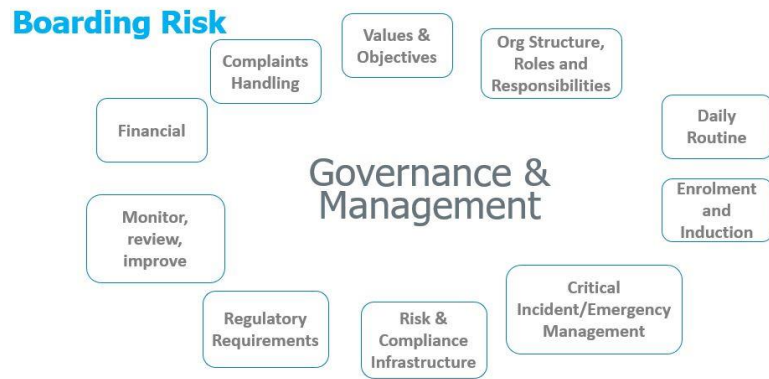 Boarding Risk
Values &
Objectives
Org Structure,
Roles and
Responsibilities
Complaints
Handling
Daily
Routine
Financial
Governance &
Management
Enrolment
and
Induction
Monitor,
review,
improve
Critical
Incident/Emergency
Management
Regulatory
Requirements
Risk &
Compliance
Infrastructure